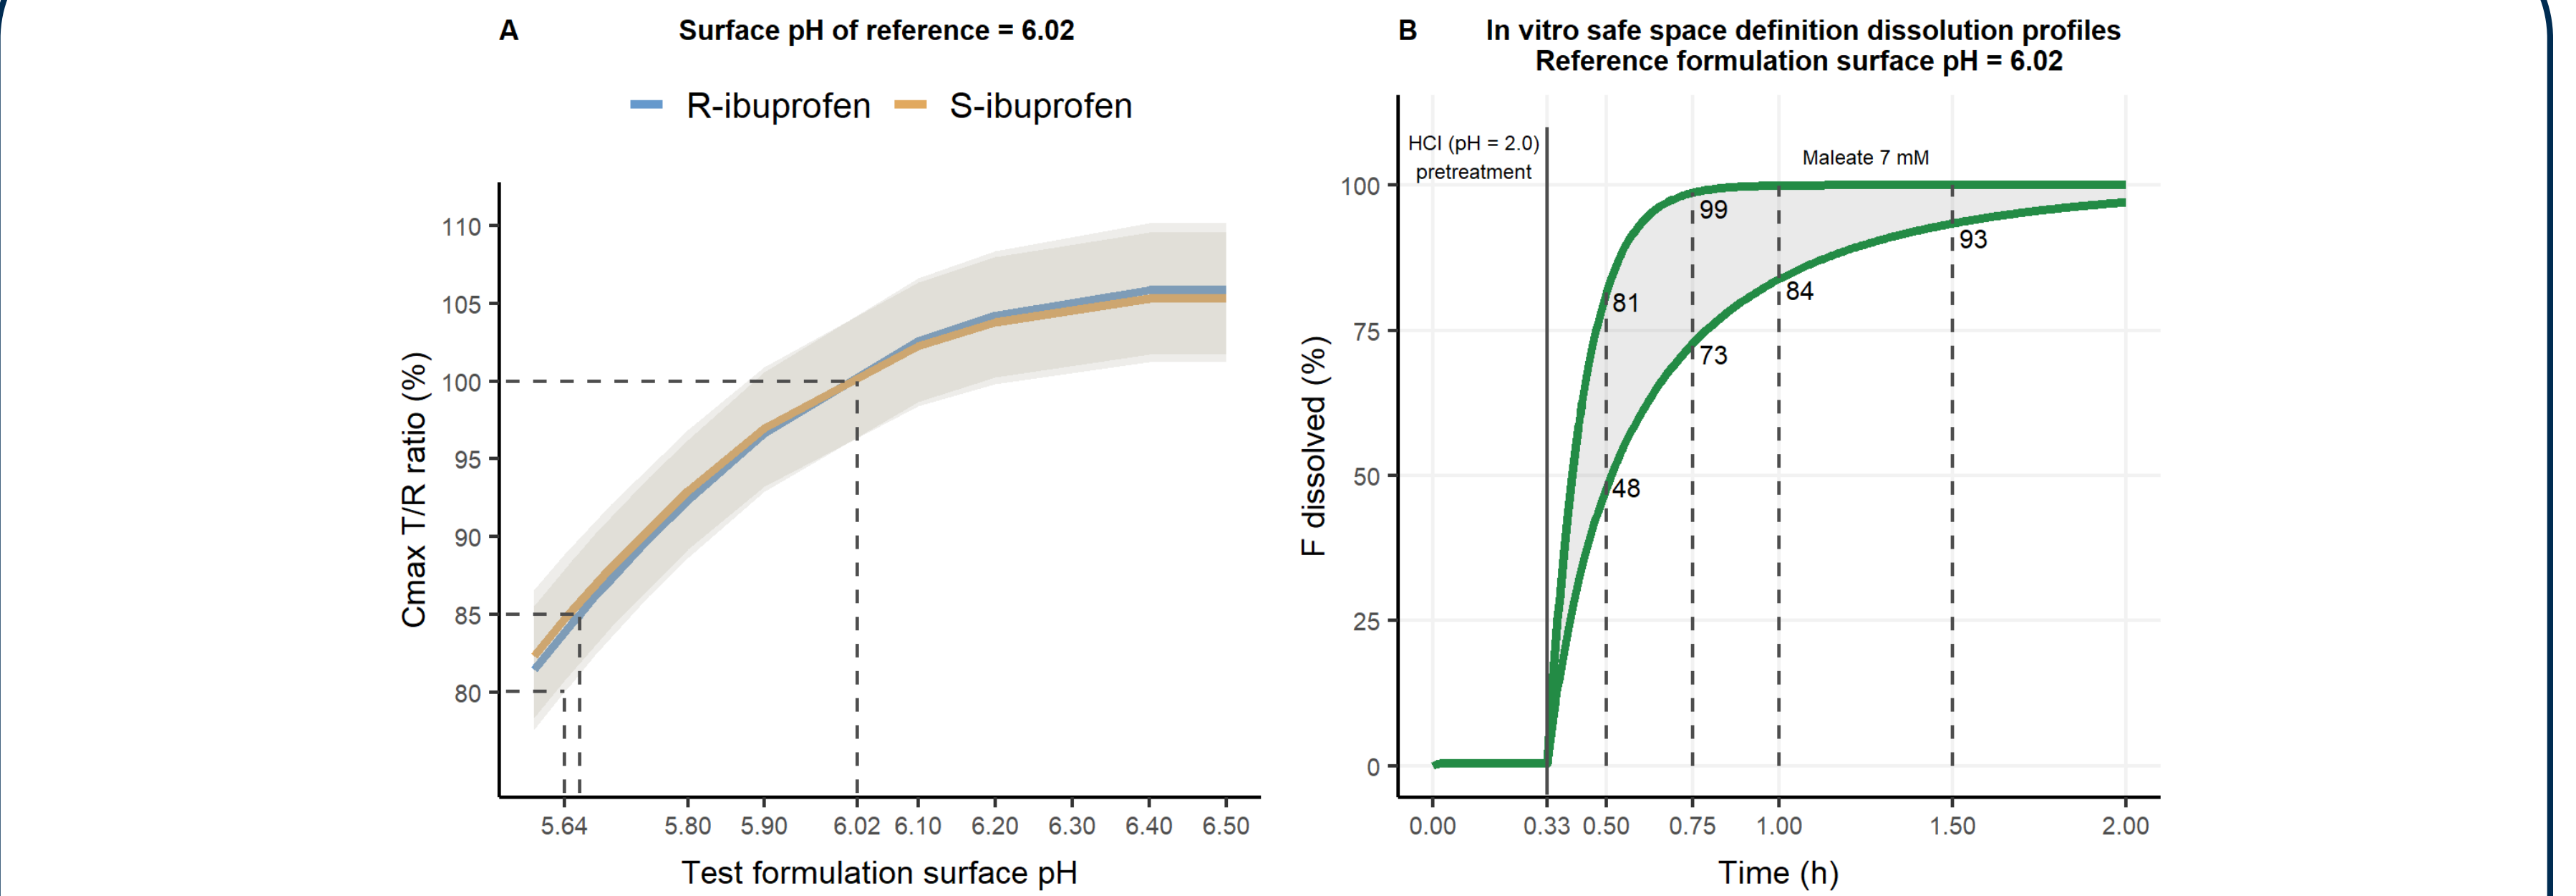 A
Surface pH of reference = 6.02
R-ibuprofen S-ibuprofen
Cmax T/R ratio (%)
110
105
100
95
90
85
80
5.64 5.80 5.90 6.02 6.10 6.20 6.30 6.40 6.50
Test formulation surface pH
B
In vitro safe space definition dissolution profiles
Reference formulation surface pH = 6.02
HCl (pH = 2.0)
pretreatment
Maleate 7 mM
F dissolved (%)
100
75
50
25
0
99
81
93
84
73
48
0.00 0.33 0.50 0.75 1.00 1.50 2.00
Time (h)